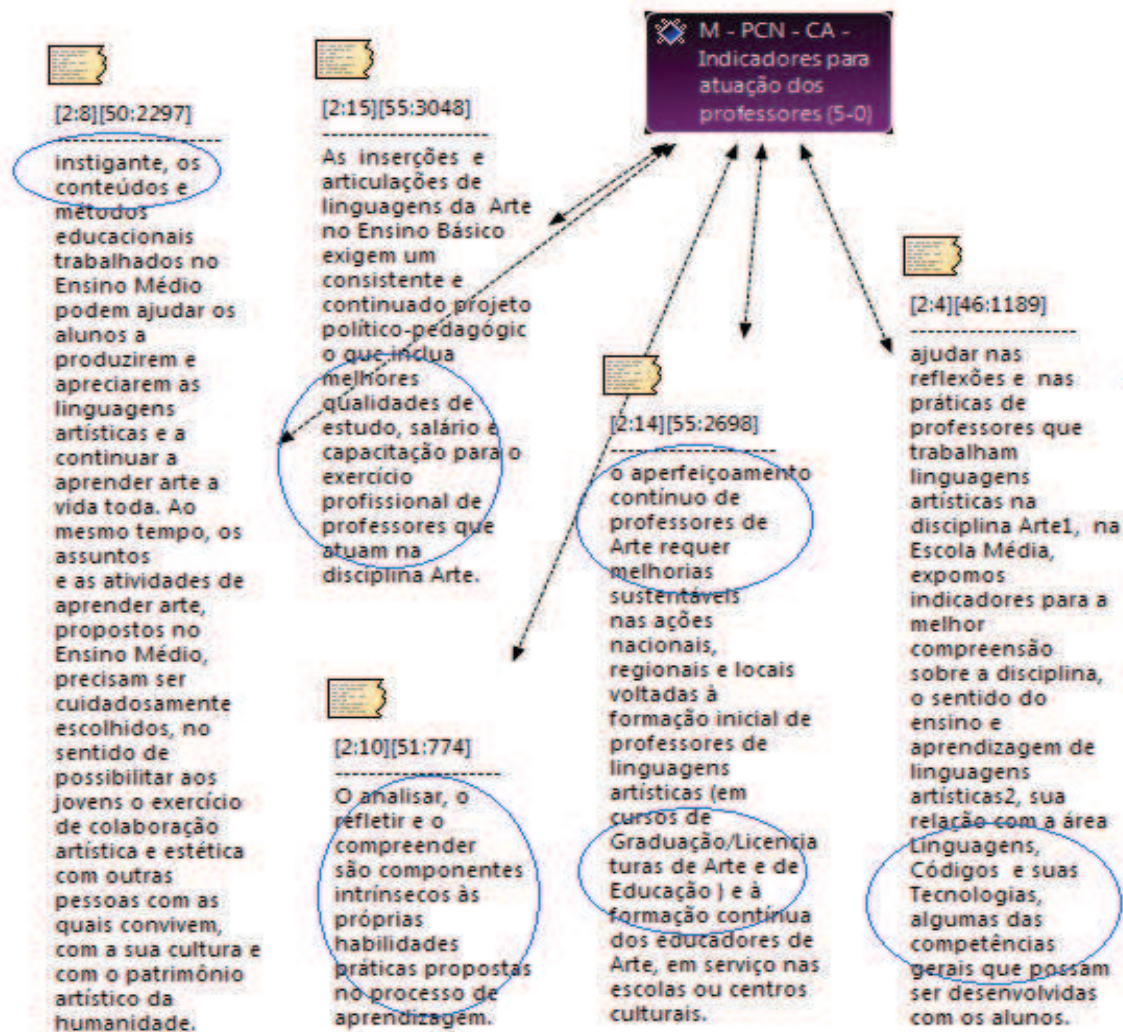 M - PCN - CA -
Indicadores para
atuação dos
professores (5-0)
[2:8][50:2297]
instigante, os
conteúdos e
métodos
educacionais
trabalhados no
Ensino Médio
podem ajudar os
alunos a
produzirem e
apreciarem as
linguagens
artísticas e a
continuar a
aprender arte a
vida toda. Ao
mesmo tempo, os
assuntos
e as atividades de
aprender arte,
propostos no
Ensino Médio,
precisam ser
cuidadosamente
escolhidos, no
sentido de
possibilitar aos
jovens o exercício
de colaboração
artística e estética
com outras
pessoas com as
quais convivem,
com a sua cultura e
com o patrimônio
artístico da
humanidade.
[2:15][55:3048]
As inserções e
articulações de
linguagens da Arte
no Ensino Básico
exigem um
consistente e
continuado projeto
político-pedagógic
o que inclua
melhores
qualidades de
estudo, salário e
capacitação para o
exercício
profissional de
professores que
atuam na
disciplina Arte.
[2:10][51:774]
O analisar, o
refletir e o
compreender
são componentes
intrínsecos às
próprias
habilidades
práticas propostas
no processo de
aprendizagem.
[2:14][55:2698]
o aperfeiçoamento
contínuo de
professores de
Arte requer
melhorias
sustentáveis
nas ações
nacionais,
regionais e locais
voltadas à
formação inicial de
professores de
linguagens
artísticas (em
cursos de
Graduação/Licencia
turas de Arte e de
Educação ) e à
formação contínua
dos educadores de
Arte, em serviço nas
escolas ou centros
culturais.
[2:4][46:1189]
ajudar nas
reflexões e nas
práticas de
professores que
trabalham
linguagens
artísticas na
disciplina Arte1, na
Escola Média,
expomos
indicadores para a
melhor
compreensão
sobre a disciplina,
o sentido do
ensino e
aprendizagem de
linguagens
artísticas2, sua
relação com a área
Linguagens,
Códigos e suas
Tecnologias,
algumas das
competências
gerais que possam
ser desenvolvidas
com os alunos.